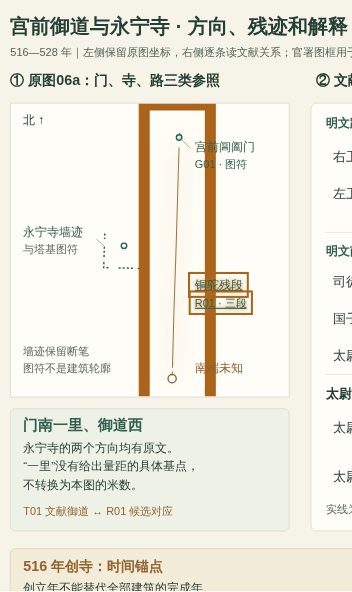 宫前御道与永宁寺 · 方向、残迹和解释
516—528 年｜左侧保留原图坐标，右侧逐条读文献关系；官署图框用于
① 原图06a：门、寺、路三类参照
② 文献
北 ↑
宫前阊阖门
G01 · 图符
永宁寺墙迹
与塔基图符
铜驼残段
R01 · 三段
墙迹保留断笔
图符不是建筑轮廓
南端未知
门南一里、御道西
永宁寺的两个方向均有原文。
“一里”没有给出量距的具体基点，
不转换为本图的米数。
T01 文献御道 ↔ R01 候选对应
516 年创寺：时间锚点
创立年不能替代全部建筑的完成年，
明文
右卫
左卫
明文
司徒
国子
太尉
太尉
太尉
太尉
实线为